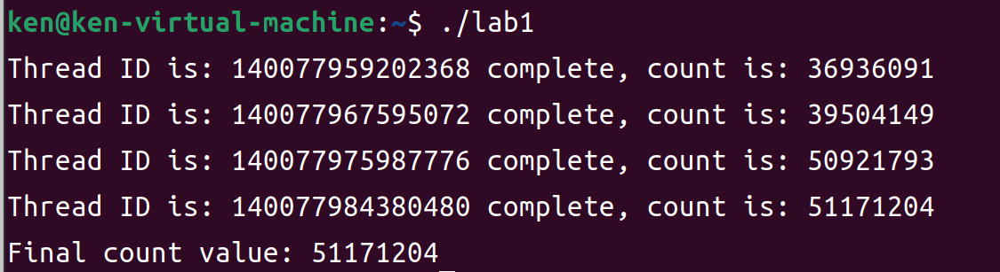 ken@ken-virtual-machine:~$ ./lab1
Thread ID is: 140077959202368 complete, count is: 36936091
Thread ID is: 140077967595072 complete, count is: 39504149
Thread ID is: 140077975987776 complete, count is: 50921793
Thread ID is: 140077984380480 complete, count is: 51171204
Final count value: 51171204